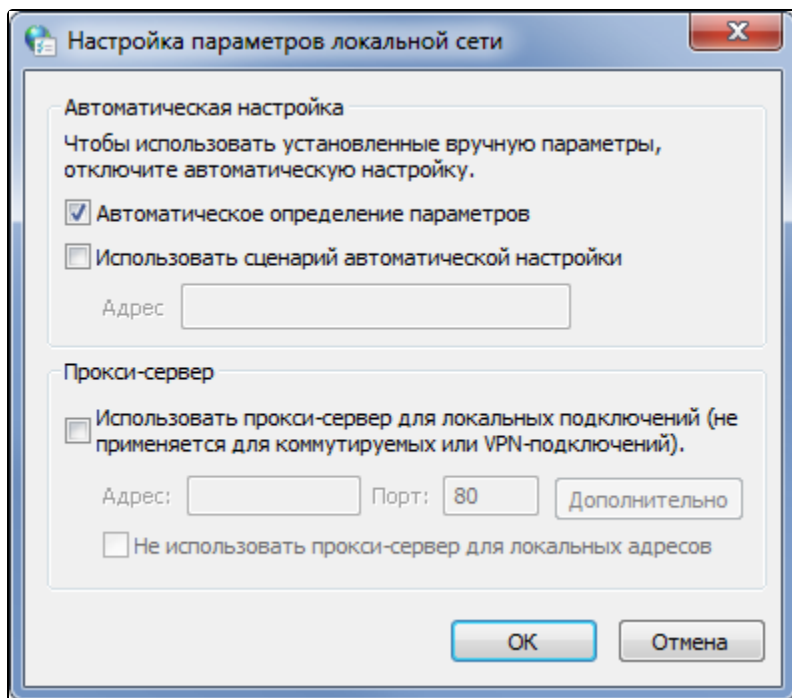 Настройка параметров локальной сети
Автоматическая настройка
Чтобы использовать установленные вручную параметры,
отключите автоматическую настройку.
Автоматическое определение параметров
Использовать сценарий автоматической настройки
Адрес
Прокси-сервер
Использовать прокси-сервер для локальных подключений (не
применяется для коммутируемых или VPN-подключений).
Адрес: Порт: 80 Дополнительно
Не использовать прокси-сервер для локальных адресов
ОК Отмена